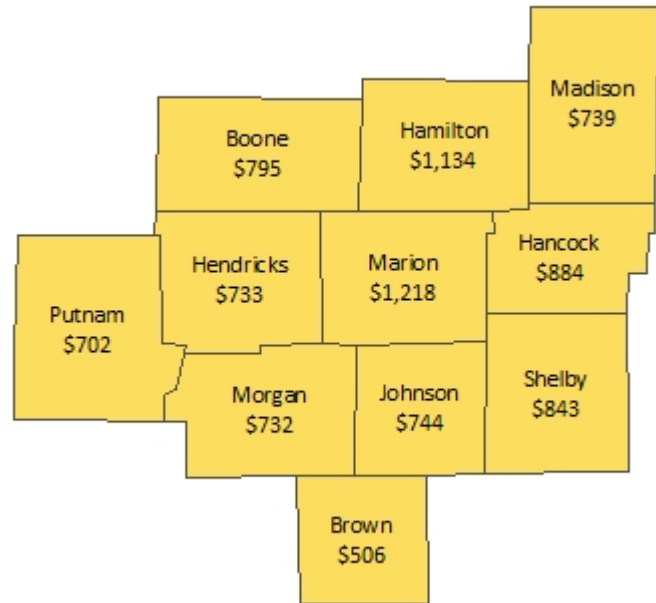 Madison
$739
Boone
$795
Hamilton
$1,134
Hancock
$884
Hendricks
$733
Marion
$1,218
Putnam
$702
Morgan
$732
Johnson
$744
Shelby
$843
Brown
$506